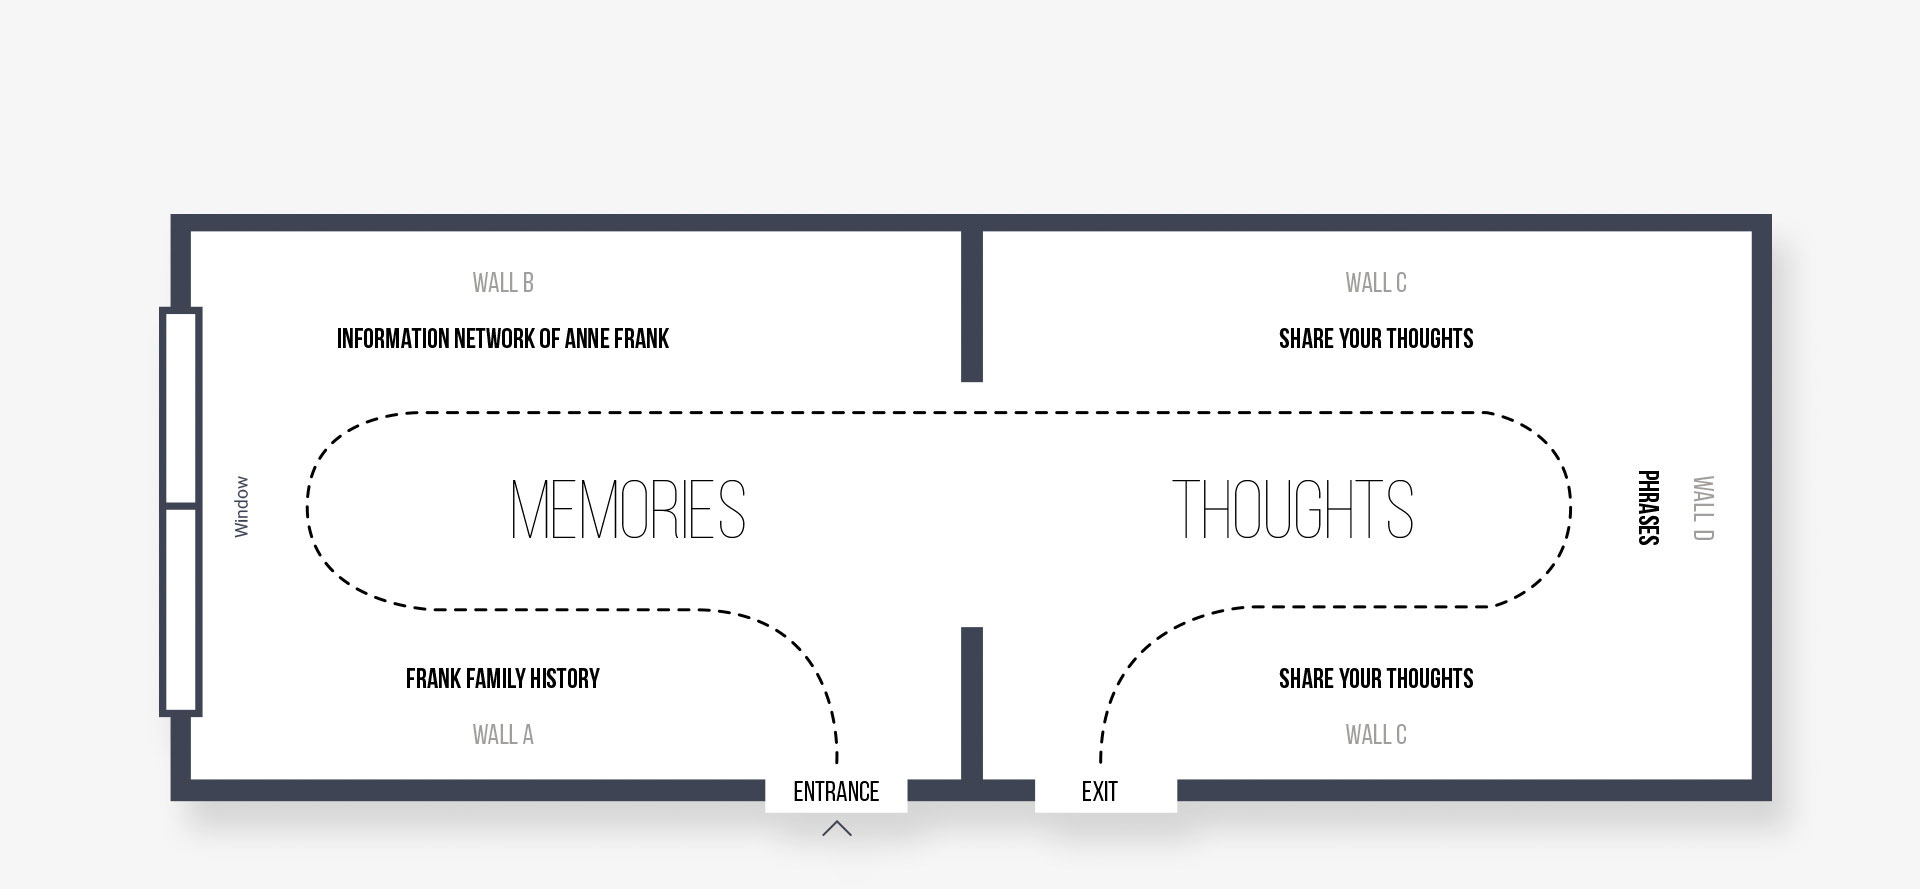 WALL B
INFORMATION NETWORK OF ANNE FRANK
WALL C
SHARE YOUR THOUGHTS
Window
MEMORIES
THOUGHTS
PHRASES
WALL D
FRANK FAMILY HISTORY
WALL A
SHARE YOUR THOUGHTS
WALL C
ENTRANCE
EXIT